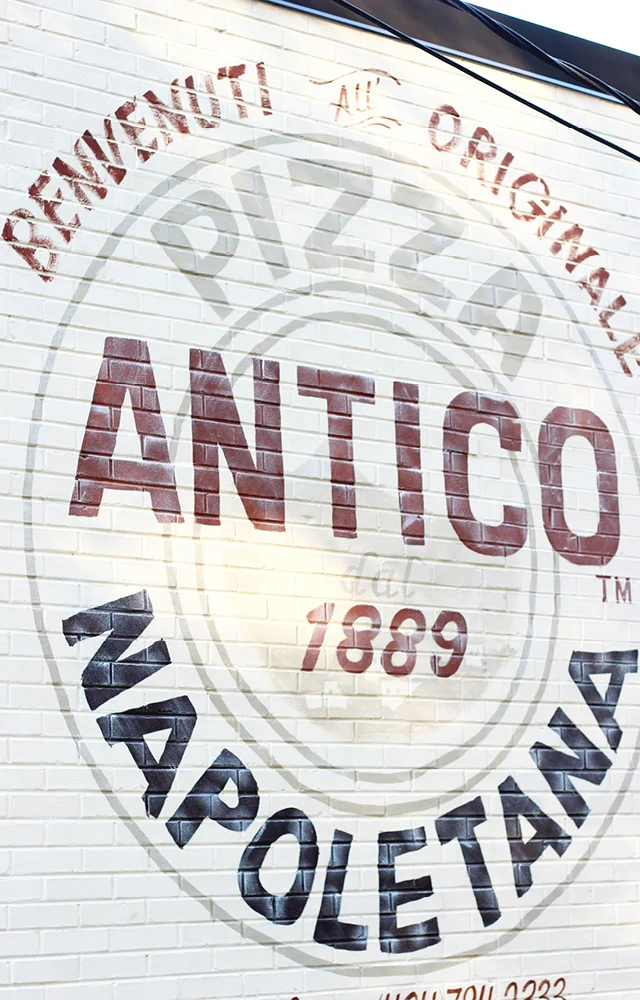 BENVENUTI All' ORIGINALE
PIZZA
ANTICO
TM
dal
1889
NAPOLETANA